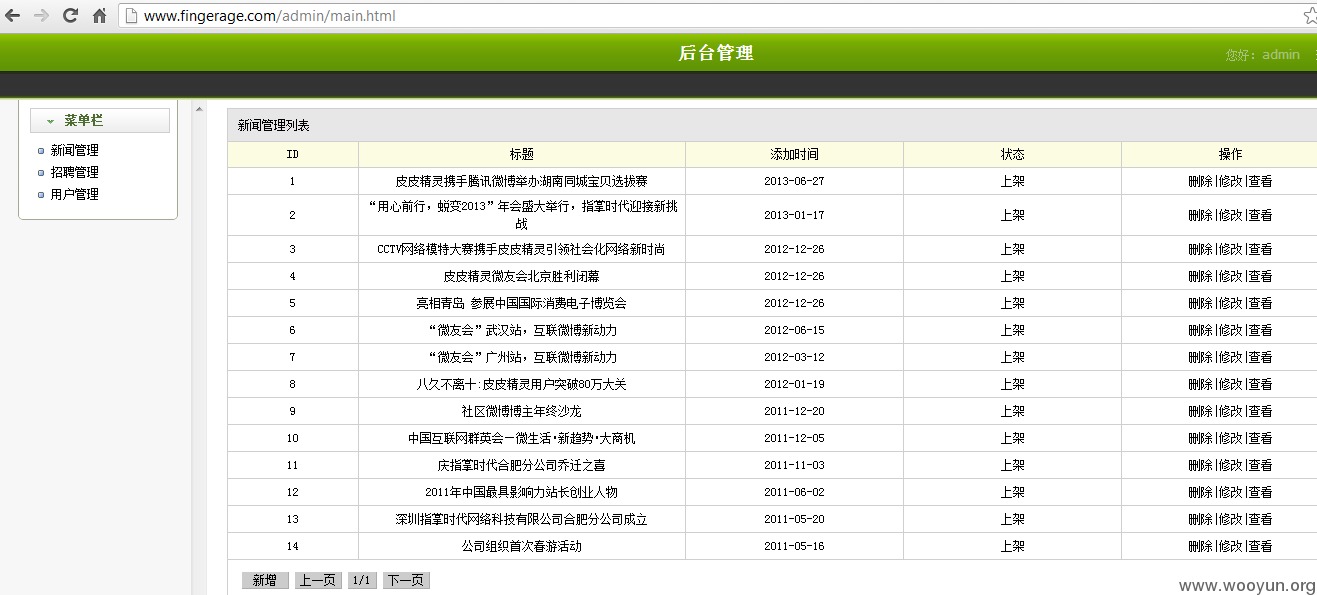 www.fingerage.com/admin/main.html
后台管理
您好：admin
菜单栏
新闻管理
招聘管理
用户管理
新闻管理列表
ID 标题 添加时间 状态 操作
1 皮皮精灵携手腾讯微博举办湖南同城宝贝选拔赛 2013-06-27 上架 删除|修改|查看
2 “用心前行，蜕变2013”年会盛大举行，指掌时代迎接新挑 2013-01-17 上架 删除|修改|查看
战
3 CCTV网络模特大赛携手皮皮精灵引领社会化网络新时尚 2012-12-26 上架 删除|修改|查看
4 皮皮精灵微友会北京胜利闭幕 2012-12-26 上架 删除|修改|查看
5 亮相青岛 参展中国国际消费电子博览会 2012-12-26 上架 删除|修改|查看
6 “微友会”武汉站，互联微博新动力 2012-06-15 上架 删除|修改|查看
7 “微友会”广州站，互联微博新动力 2012-03-12 上架 删除|修改|查看
8 八久不离十:皮皮精灵用户突破80万大关 2012-01-19 上架 删除|修改|查看
9 社区微博博主年终沙龙 2011-12-20 上架 删除|修改|查看
10 中国互联网群英会—微生活·新趋势·大商机 2011-12-05 上架 删除|修改|查看
11 庆指掌时代合肥分公司乔迁之喜 2011-11-03 上架 删除|修改|查看
12 2011年中国最具影响力站长创业人物 2011-06-02 上架 删除|修改|查看
13 深圳指掌时代网络科技有限公司合肥分公司成立 2011-05-20 上架 删除|修改|查看
14 公司组织首次春游活动 2011-05-16 上架 删除|修改|查看
新增 上一页 1/1 下一页
www.wooyun.org